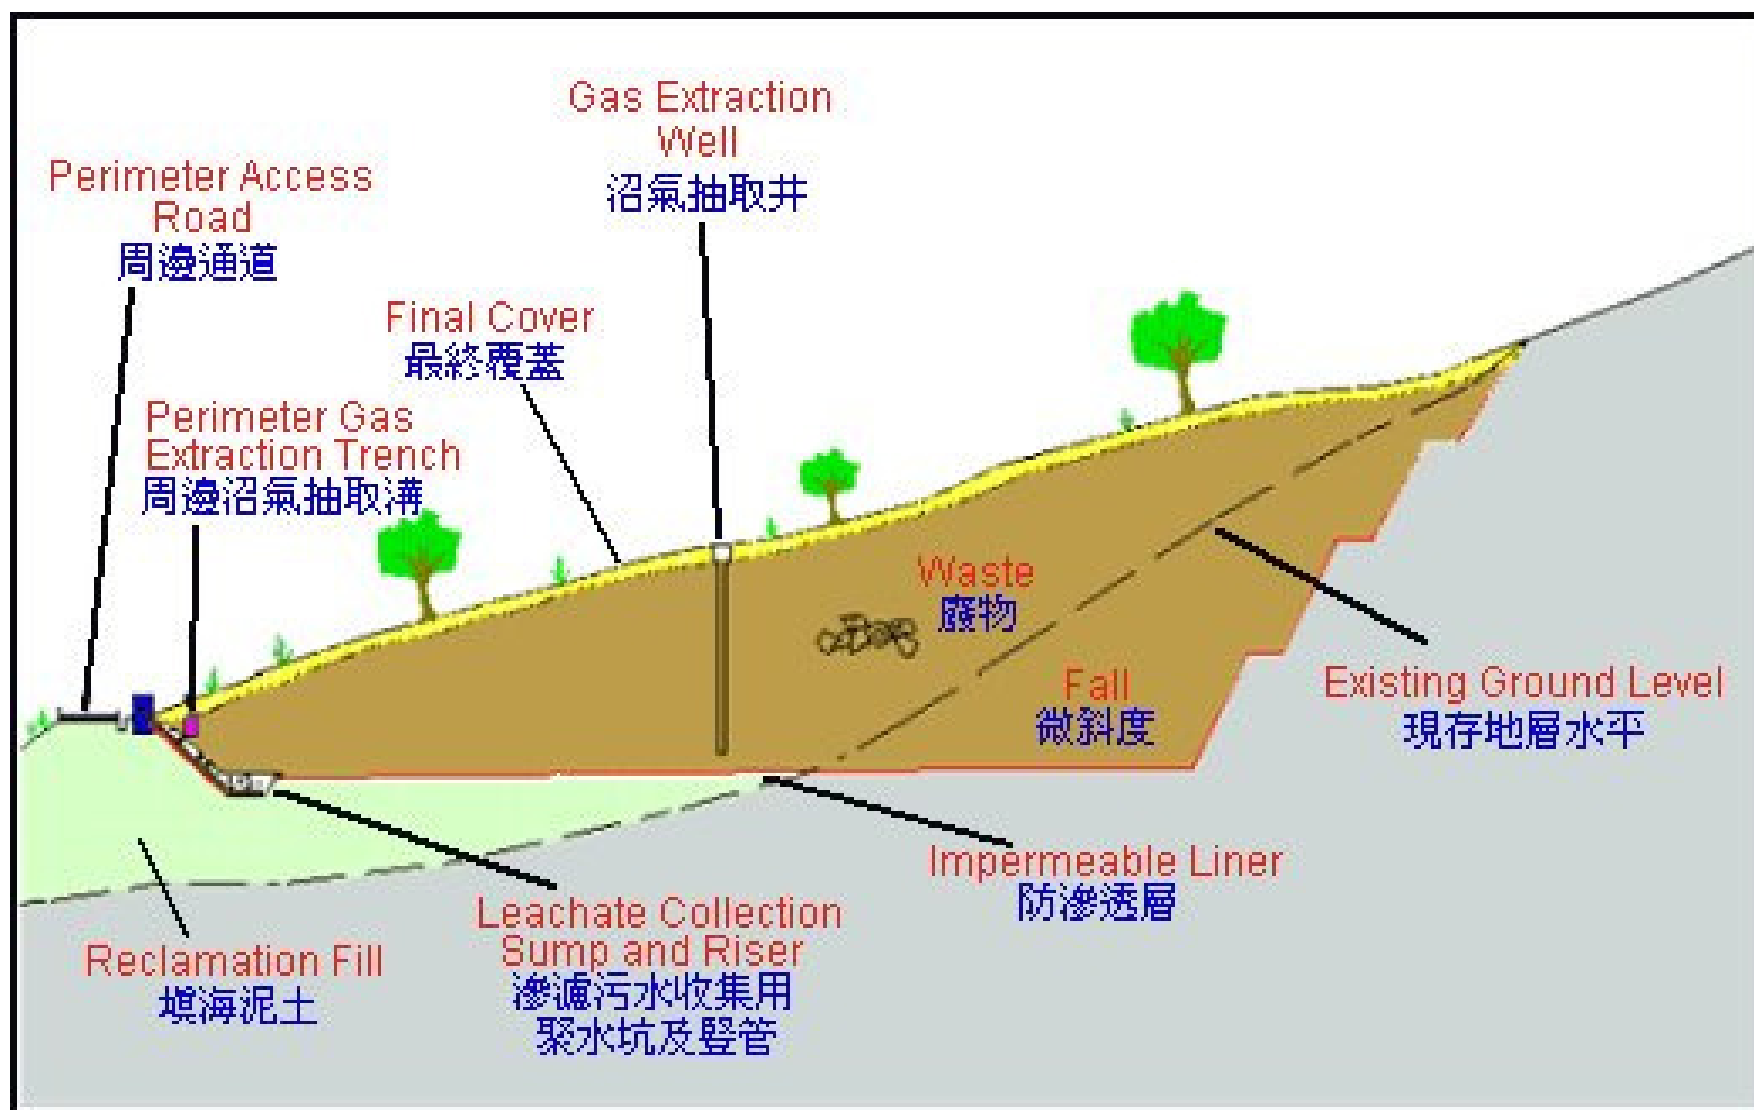 Gas Extraction
Well
沼氣抽取井
Perimeter Access
Road
周邊通道
Final Cover
最終覆蓋
Perimeter Gas
Extraction Trench
周邊沼氣抽取溝
Waste
廢物
Fall
微斜度
Existing Ground Level
現存地層水平
Impermeable Liner
防滲透層
Leachate Collection
Sump and Riser
滲濾污水收集用
聚水坑及豎管
Reclamation Fill
填海泥土